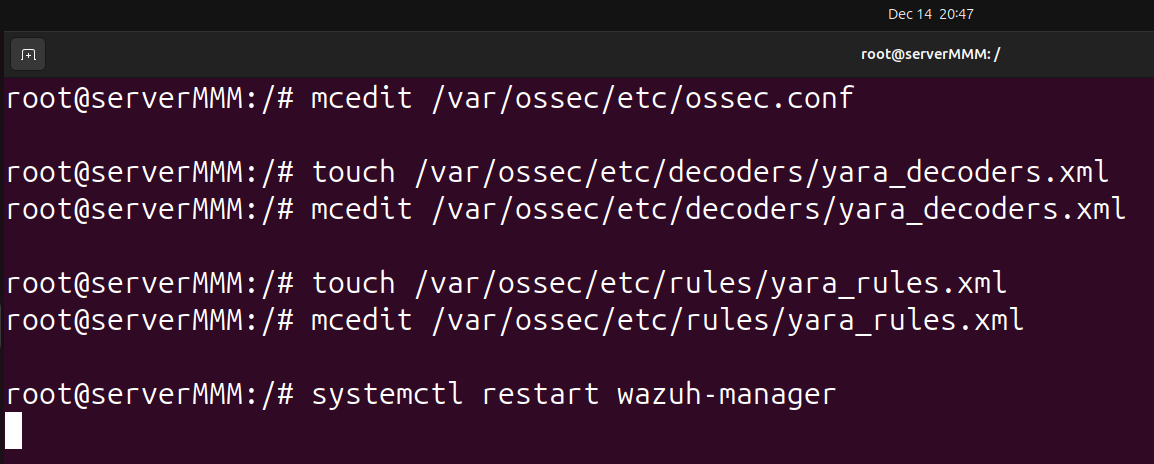 Dec 14 20:47
root@serverMMM: /
root@serverMMM:/# mcedit /var/ossec/etc/ossec.conf
root@serverMMM:/# touch /var/ossec/etc/decoders/yara_decoders.xml
root@serverMMM:/# mcedit /var/ossec/etc/decoders/yara_decoders.xml
root@serverMMM:/# touch /var/ossec/etc/rules/yara_rules.xml
root@serverMMM:/# mcedit /var/ossec/etc/rules/yara_rules.xml
root@serverMMM:/# systemctl restart wazuh-manager